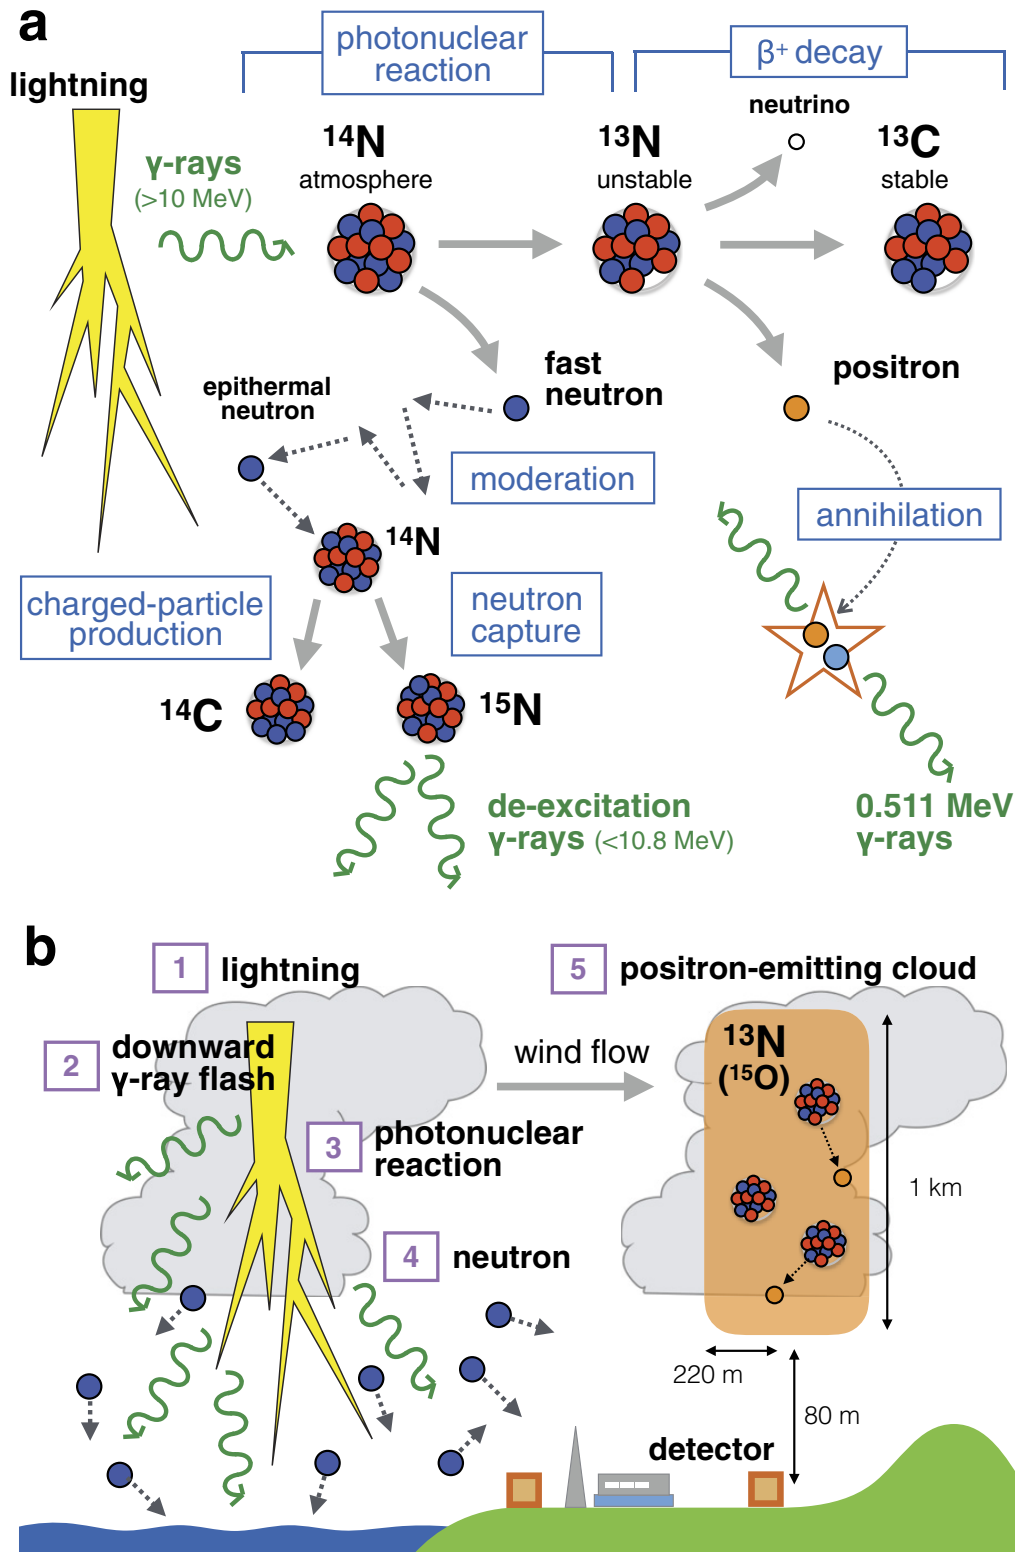 a
lightning
photonuclear
reaction
β⁺ decay
neutrino
γ-rays
(>10 MeV)
¹⁴N
atmosphere
¹³N
unstable
¹³C
stable
fast
neutron
positron
epithermal
neutron
moderation
annihilation
¹⁴N
charged-particle
production
neutron
capture
¹⁴C
¹⁵N
de-excitation
γ-rays (<10.8 MeV)
0.511 MeV
γ-rays
b
1 lightning
5 positron-emitting cloud
2 downward
γ-ray flash
wind flow
¹³N
(¹⁵O)
3 photonuclear
reaction
1 km
4 neutron
220 m
80 m
detector